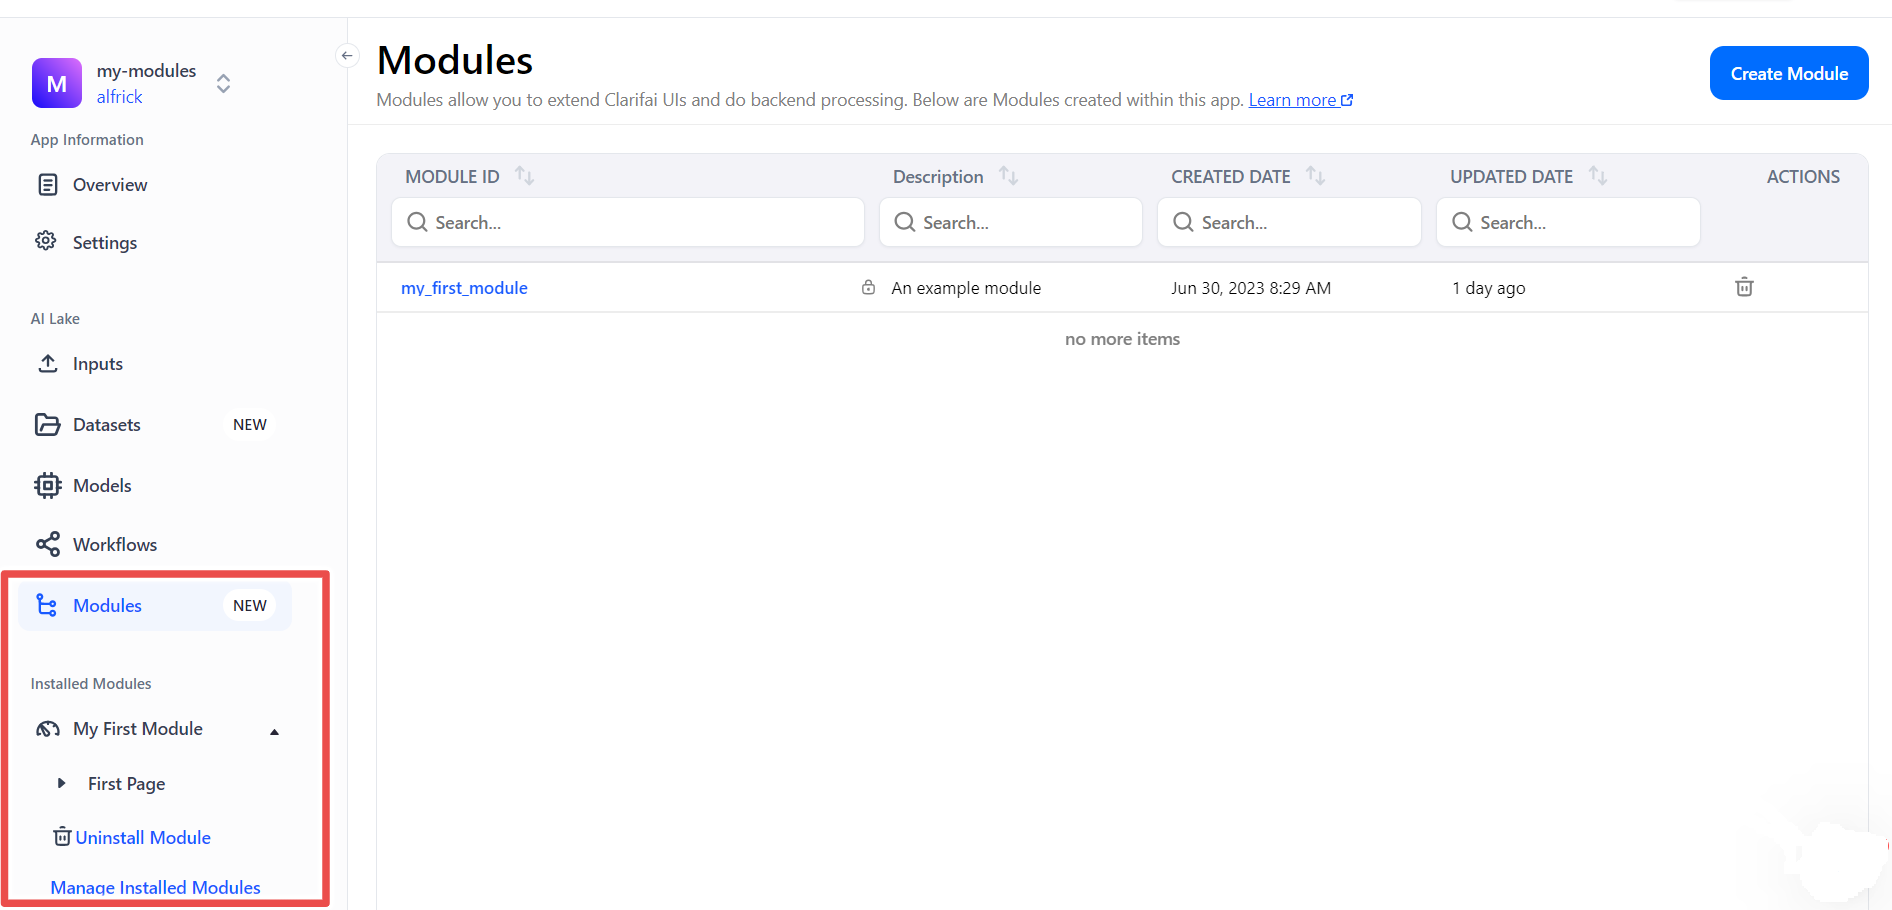 M
my-modules
alfrick
App Information
Overview
Settings
AI Lake
Inputs
Datasets NEW
Models
Workflows
Modules NEW
Installed Modules
My First Module
First Page
Uninstall Module
Manage Installed Modules
Modules
Modules allow you to extend Clarifai UIs and do backend processing. Below are Modules created within this app. Learn more
Create Module
MODULE ID Description CREATED DATE UPDATED DATE ACTIONS
Search... Search... Search... Search...
my_first_module An example module Jun 30, 2023 8:29 AM 1 day ago
no more items